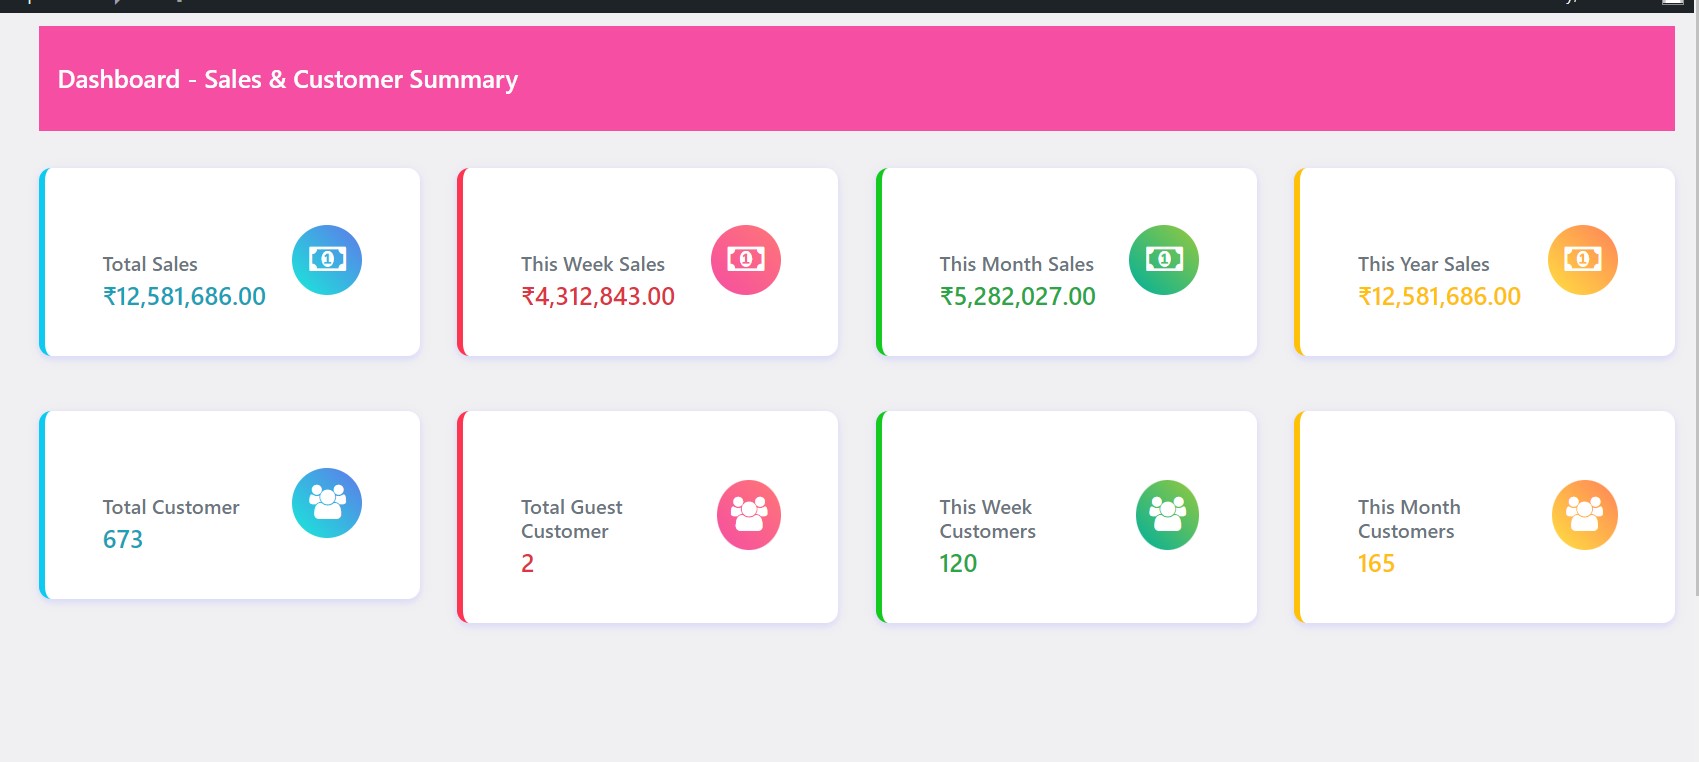 Dashboard - Sales & Customer Summary
Total Sales
₹12,581,686.00
This Week Sales
₹4,312,843.00
This Month Sales
₹5,282,027.00
This Year Sales
₹12,581,686.00
Total Customer
673
Total Guest
Customer
2
This Week
Customers
120
This Month
Customers
165